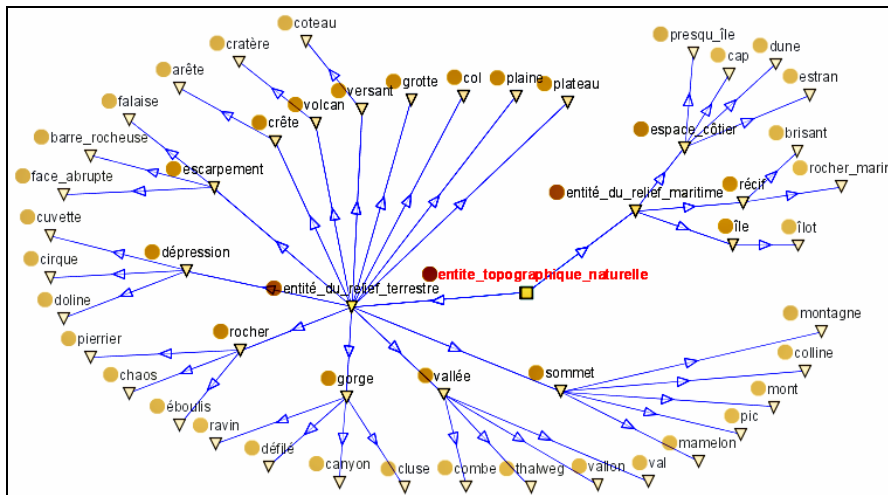 coteau
cratère
arête
versant
volcan
grotte
col
plaine
plateau
falaise
crête
barre_rocheuse
escarpement
face_abrupte
cuvette
dépression
cirque
doline
entité_du_relief_terrestre
entite_topographique_naturelle
presqu_île
cap
dune
estran
espace_côtier
brisant
rocher_marin
entité_du_relief_maritime
récif
île
îlot
pierrier
rocher
chaos
éboulis
gorge
ravin
défilé
canyon
cluse
vallée
combe
thalweg
vallon
val
sommet
montagne
colline
mont
pic
mamelon